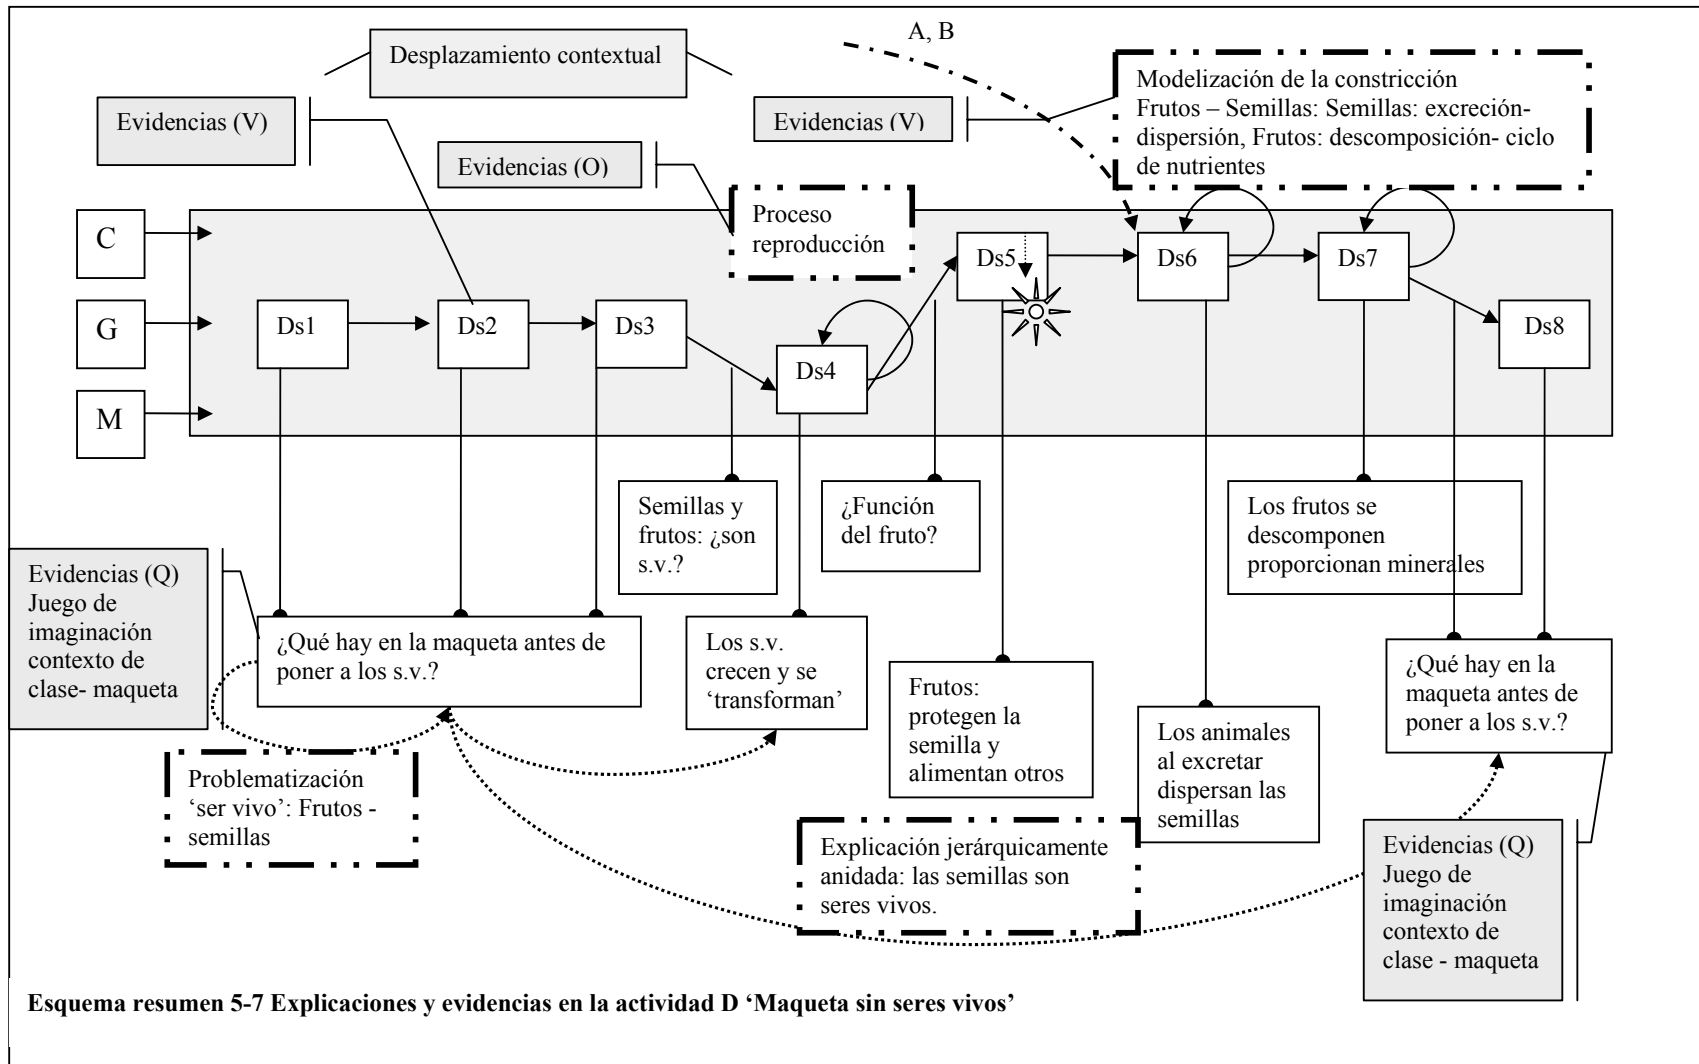 A, B
Desplazamiento contextual
Evidencias (V)
Evidencias (V)
Modelización de la constricción
Frutos – Semillas: Semillas: excreción-
dispersión, Frutos: descomposición- ciclo
de nutrientes
Evidencias (O)
Proceso
reproducción
C
G
M
Ds1
Ds2
Ds3
Ds4
Ds5
Ds6
Ds7
Ds8
Semillas y
frutos: ¿son
s.v.?
¿Función
del fruto?
Los frutos se
descomponen
proporcionan minerales
Evidencias (Q)
Juego de
imaginación
contexto de
clase- maqueta
¿Qué hay en la maqueta antes de
poner a los s.v.?
Los s.v.
crecen y se
‘transforman’
Frutos:
protegen la
semilla y
alimentan otros
Los animales
al excretar
dispersan las
semillas
¿Qué hay en la
maqueta antes de
poner a los s.v.?
Problematización
‘ser vivo’: Frutos -
semillas
Explicación jerárquicamente
anidada: las semillas son
seres vivos.
Evidencias (Q)
Juego de
imaginación
contexto de
clase - maqueta
Esquema resumen 5-7 Explicaciones y evidencias en la actividad D ‘Maqueta sin seres vivos’